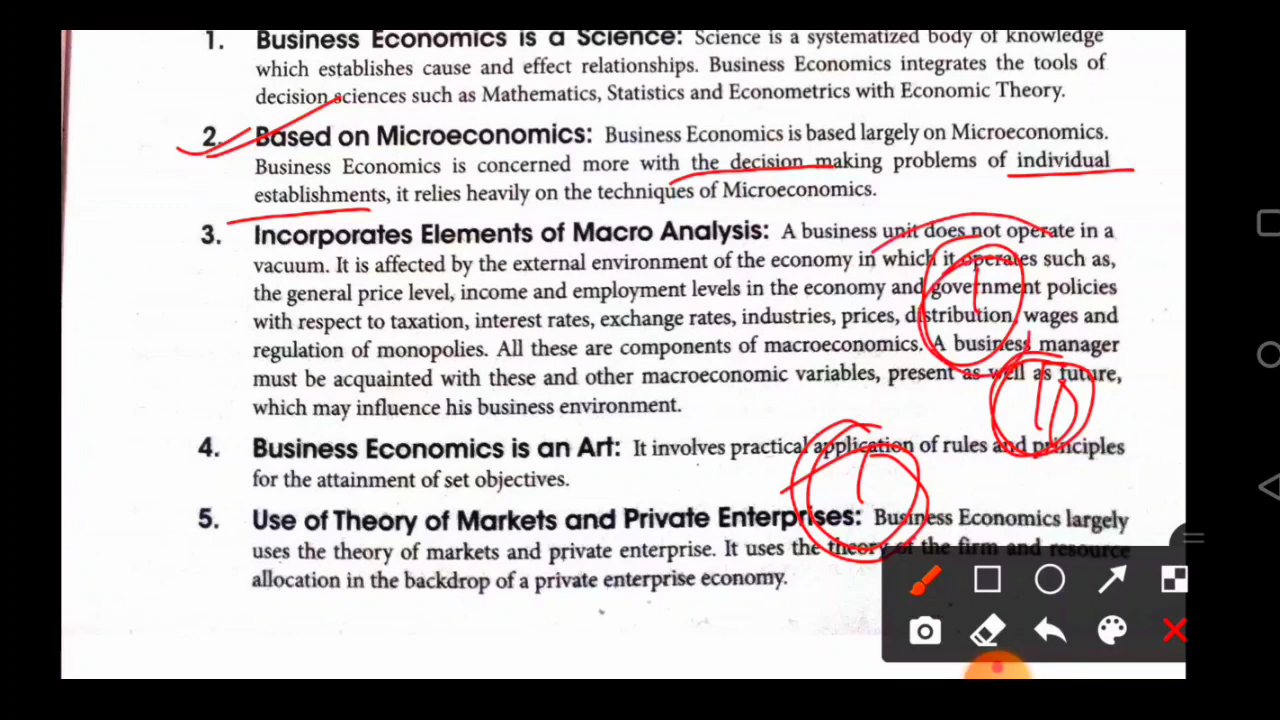 1. Business Economics is a Science: Science is a systematized body of knowledge
which establishes cause and effect relationships. Business Economics integrates the tools of
decision sciences such as Mathematics, Statistics and Econometrics with Economic Theory.
2. Based on Microeconomics: Business Economics is based largely on Microeconomics.
Business Economics is concerned more with the decision making problems of individual
establishments, it relies heavily on the techniques of Microeconomics.
3. Incorporates Elements of Macro Analysis: A business unit does not operate in a
vacuum. It is affected by the external environment of the economy in which it operates such as,
the general price level, income and employment levels in the economy and government policies
with respect to taxation, interest rates, exchange rates, industries, prices, distribution, wages and
regulation of monopolies. All these are components of macroeconomics. A business manager
must be acquainted with these and other macroeconomic variables, present as well as future,
which may influence his business environment.
4. Business Economics is an Art: It involves practical application of rules and principles
for the attainment of set objectives.
5. Use of Theory of Markets and Private Enterprises: Business Economics largely
uses the theory of markets and private enterprise. It uses the theory of the firm and resource
allocation in the backdrop of a private enterprise economy.